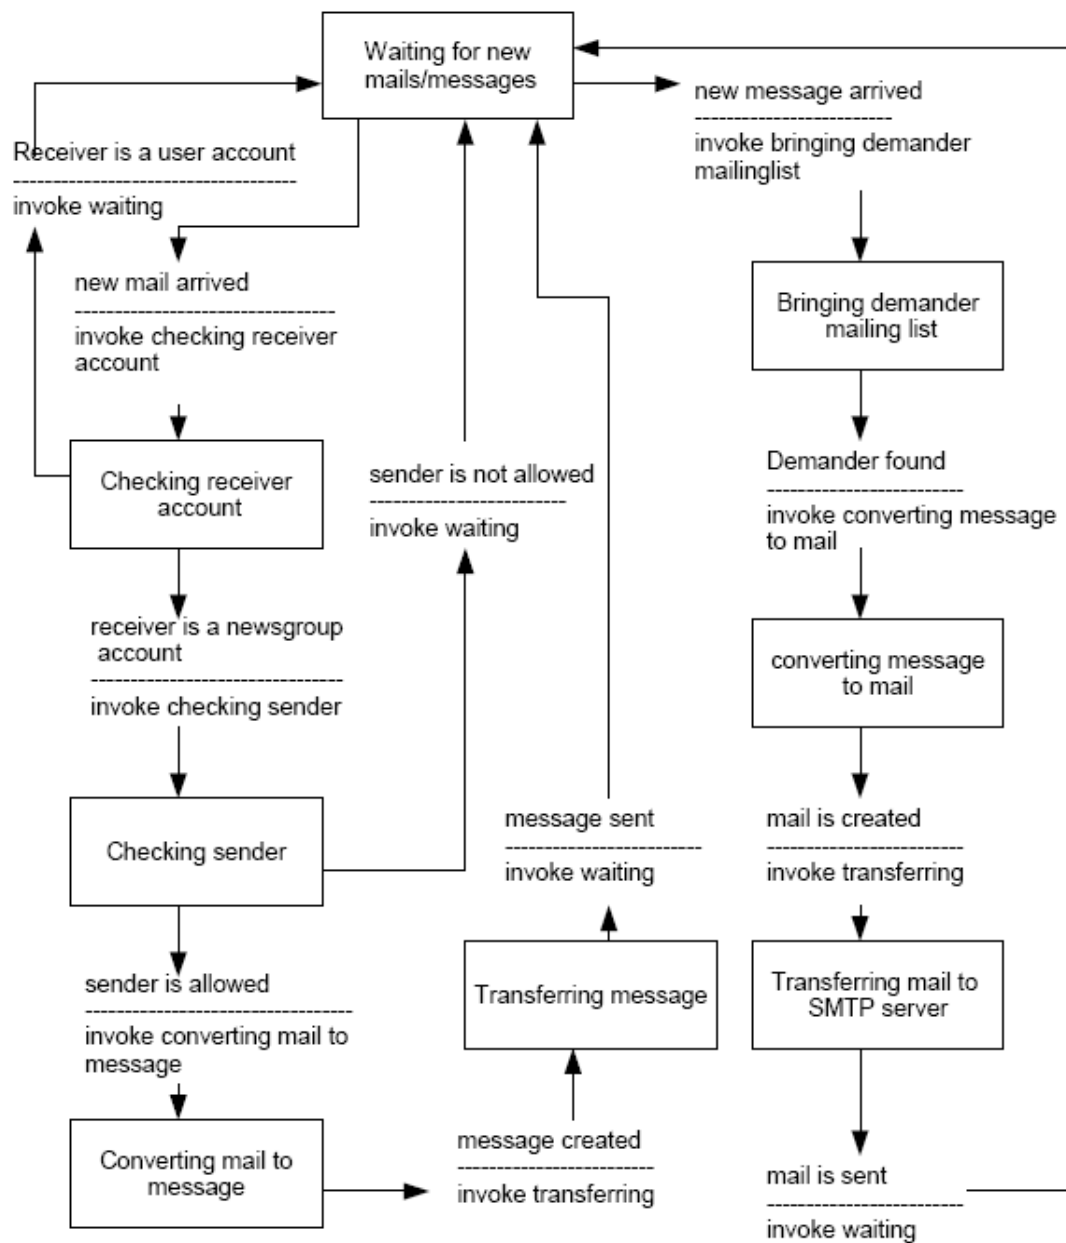 Waiting for new
mails/messages
new message arrived
invoke bringing demander
mailinglist
Receiver is a user account
invoke waiting
new mail arrived
invoke checking receiver
account
Bringing demander
mailing list
Checking receiver
account
sender is not allowed
invoke waiting
Demander found
invoke converting message
to mail
receiver is a newsgroup
account
invoke checking sender
converting message
to mail
Checking sender
message sent
invoke waiting
mail is created
invoke transferring
sender is allowed
invoke converting mail to
message
Transferring message
Transferring mail to
SMTP server
Converting mail to
message
message created
invoke transferring
mail is sent
invoke waiting